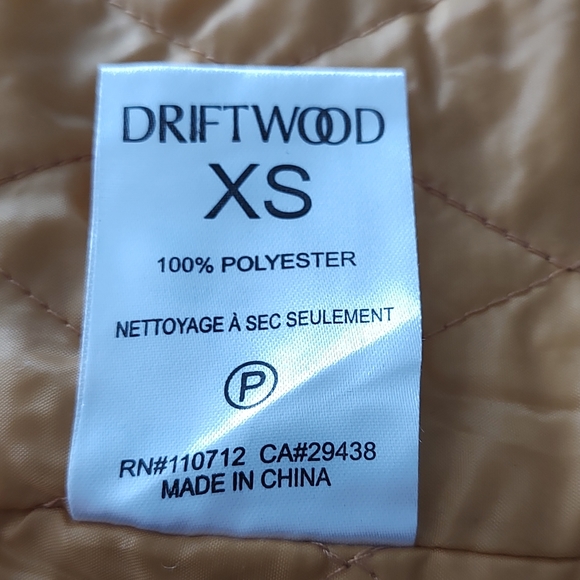 DRIFTWOOD
XS
100% POLYESTER
NETTOYAGE À SEC SEULEMENT
P
RN#110712 CA#29438
MADE IN CHINA